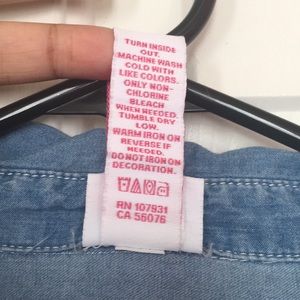 TURN INSIDE
OUT.
MACHINE WASH
COLD WITH
LIKE COLORS.
ONLY NON-
CHLORINE
BLEACH
WHEN NEEDED.
TUMBLE DRY
LOW.
WARM IRON ON
REVERSE IF
NEEDED.
DO NOT IRON ON
DECORATION.
RN 107931
CA 56076